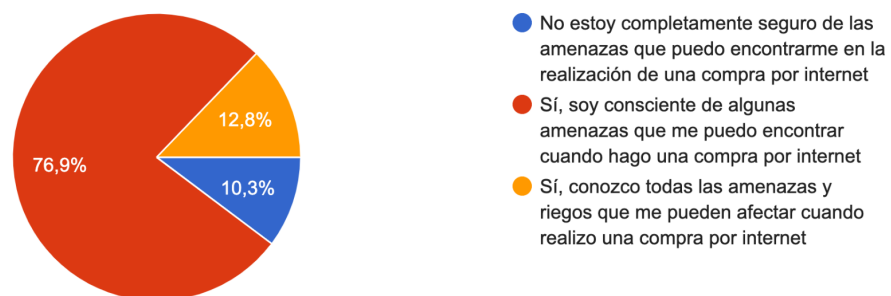 76,9%
12,8%
10,3%
No estoy completamente seguro de las
amenazas que puedo encontrarme en la
realización de una compra por internet
Sí, soy consciente de algunas
amenazas que me puedo encontrar
cuando hago una compra por internet
Sí, conozco todas las amenazas y
riegos que me pueden afectar cuando
realizo una compra por internet